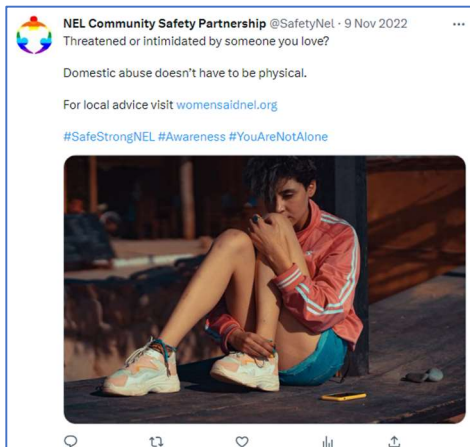 NEL Community Safety Partnership @SafetyNel · 9 Nov 2022
Threatened or intimidated by someone you love?
Domestic abuse doesn't have to be physical.
For local advice visit womensaidnel.org
#SafeStrongNEL #Awareness #YouAreNotAlone